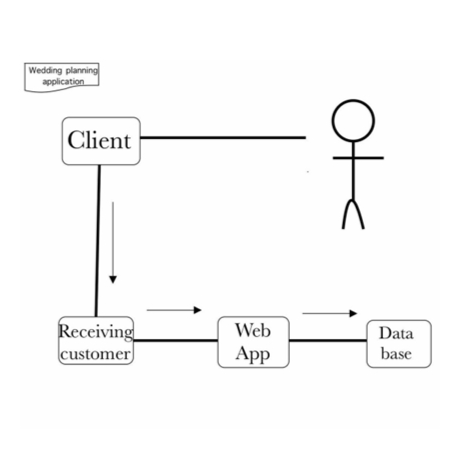 Wedding planning
application
Client
Receiving
customer
Web
App
Data
base